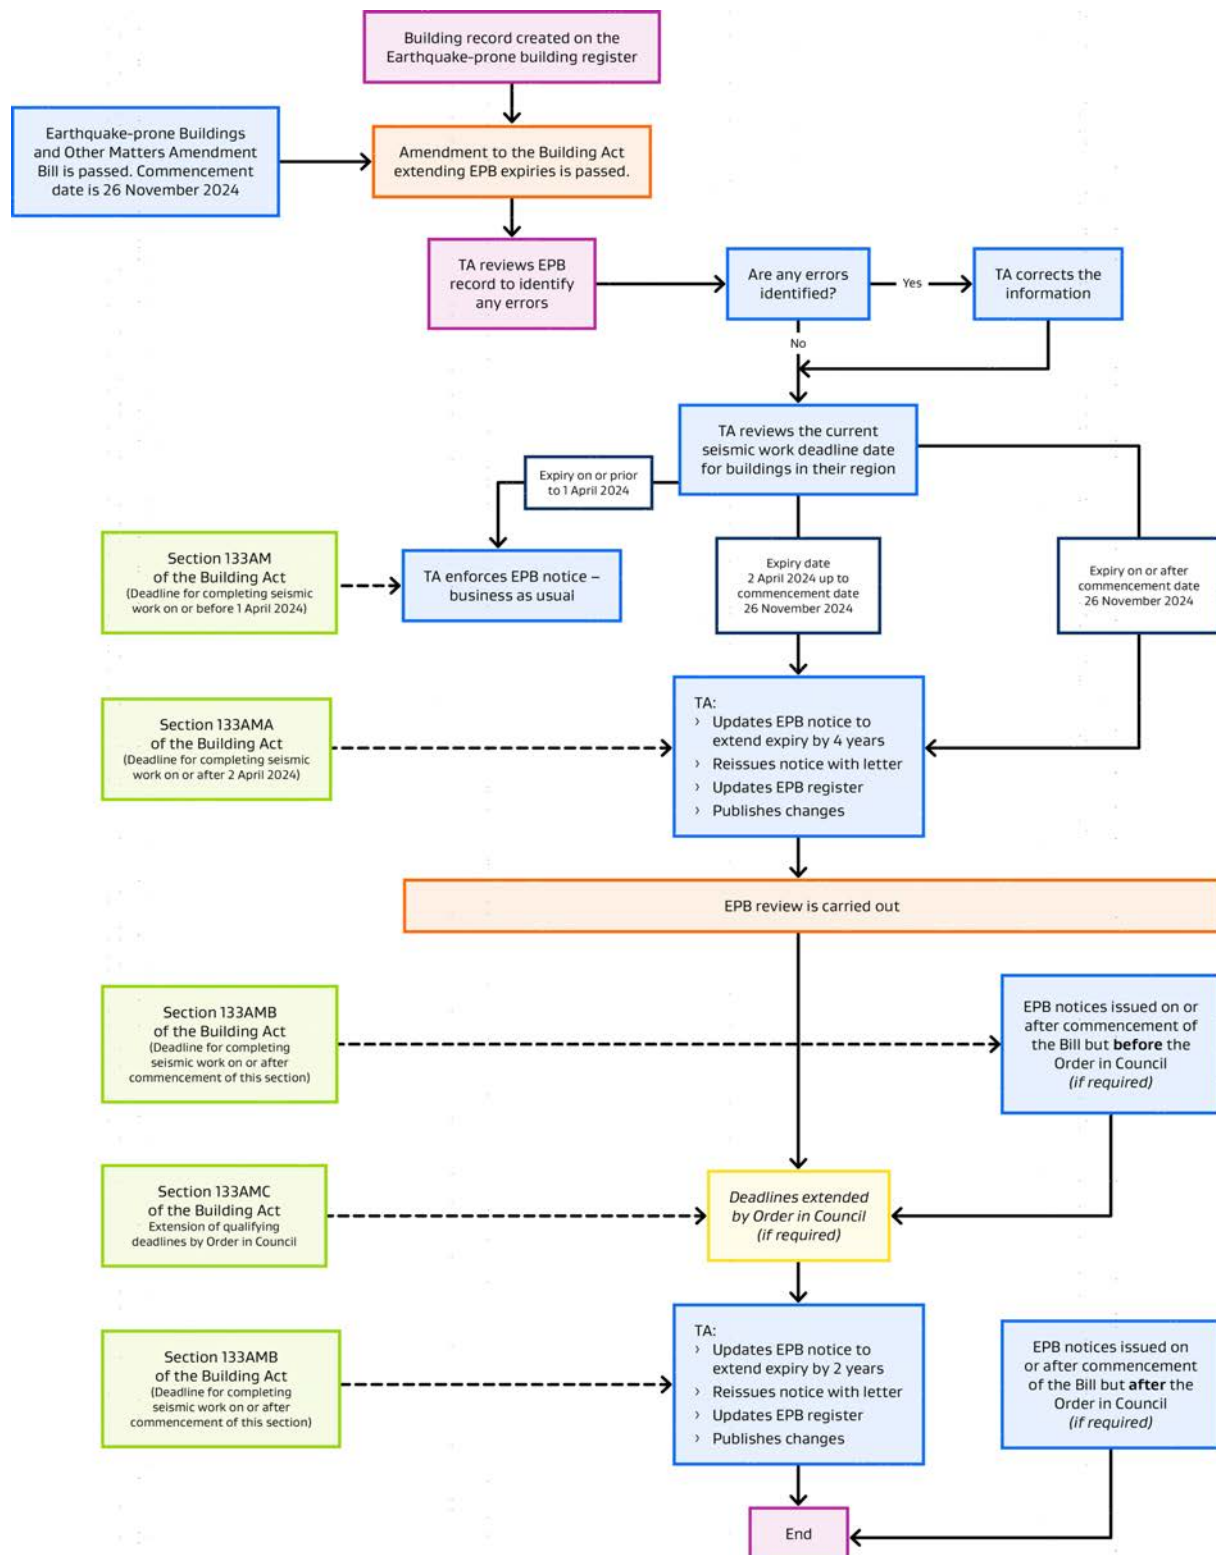 Building record created on the
Earthquake-prone building register
Earthquake-prone Buildings
and Other Matters Amendment
Bill is passed. Commencement
date is 26 November 2024
Amendment to the Building Act
extending EPB expiries is passed.
TA reviews EPB
record to identify
any errors
Are any errors
identified?
Yes
TA corrects the
information
No
TA reviews the current
seismic work deadline date
for buildings in their region
Expiry on or prior
to 1 April 2024
Section 133AM
of the Building Act
(Deadline for completing seismic
work on or before 1 April 2024)
TA enforces EPB notice –
business as usual
Expiry date
2 April 2024 up to
commencement date
26 November 2024
Expiry on or after
commencement date
26 November 2024
Section 133AMA
of the Building Act
(Deadline for completing seismic
work on or after 2 April 2024)
TA:
› Updates EPB notice to
extend expiry by 4 years
› Reissues notice with letter
› Updates EPB register
› Publishes changes
EPB review is carried out
Section 133AMB
of the Building Act
(Deadline for completing
seismic work on or after
commencement of this section)
EPB notices issued on or
after commencement of
the Bill but before the
Order in Council
(if required)
Section 133AMC
of the Building Act
Extension of qualifying
deadlines by Order in Council
Deadlines extended
by Order in Council
(if required)
Section 133AMB
of the Building Act
(Deadline for completing
seismic work on or after
commencement of this section)
TA:
› Updates EPB notice to
extend expiry by 2 years
› Reissues notice with letter
› Updates EPB register
› Publishes changes
EPB notices issued on
or after commencement
of the Bill but after the
Order in Council
(if required)
End